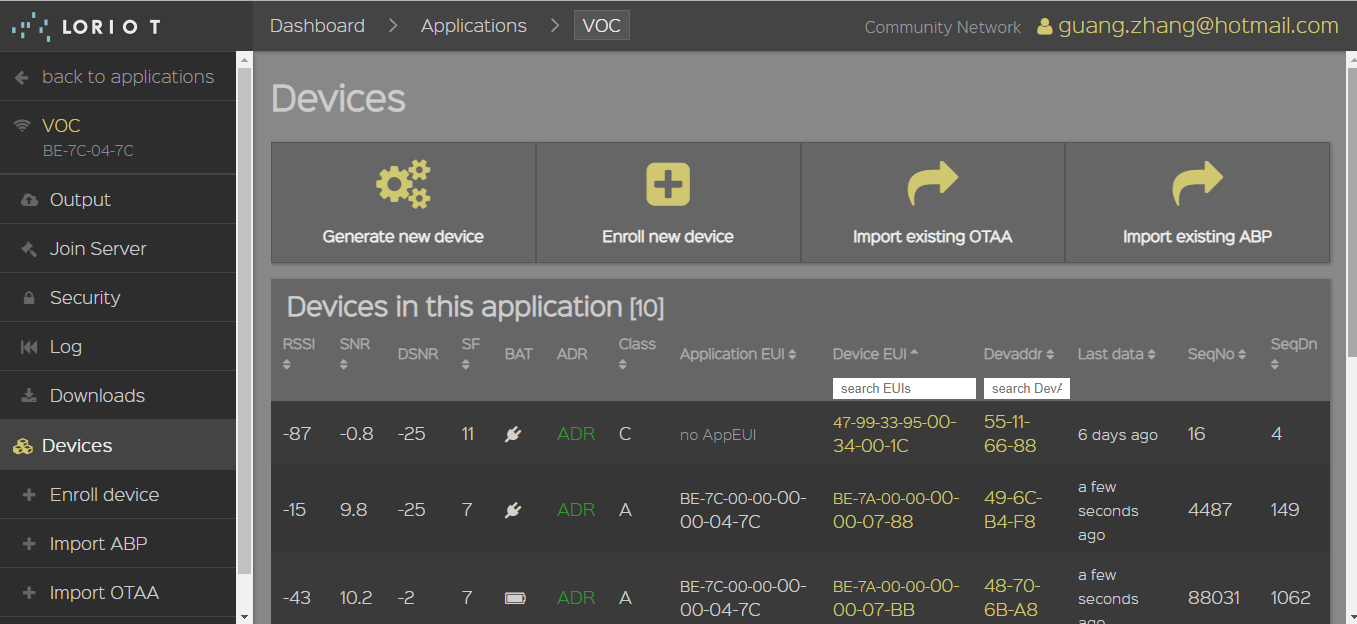 LORIOT
Dashboard > Applications > VOC
Community Network guang.zhang@hotmail.com
back to applications
VOC
BE-7C-04-7C
Output
Join Server
Security
Log
Downloads
Devices
Enroll device
Import ABP
Import OTAA
Devices
Generate new device
Enroll new device
Import existing OTAA
Import existing ABP
Devices in this application [10]
RSSI SNR DSNR SF BAT ADR Class Application EUI Device EUI Devaddr Last data SeqNo SeqDn
search EUIs search DevA
-87 -0.8 -25 11 ADR C no AppEUI 47-99-33-95-00- 55-11- 6 days ago 16 4
34-00-1C 66-88
-15 9.8 -25 7 ADR A BE-7C-00-00-00- BE-7A-00-00-00- 49-6C- a few 4487 149
00-00-04-7C 00-07-88 B4-F8 seconds
ago
-43 10.2 -2 7 ADR A BE-7C-00-00-00- BE-7A-00-00-00- 48-70- a few 88031 1062
00-00-04-7C 00-07-BB 6B-A8 seconds
ago